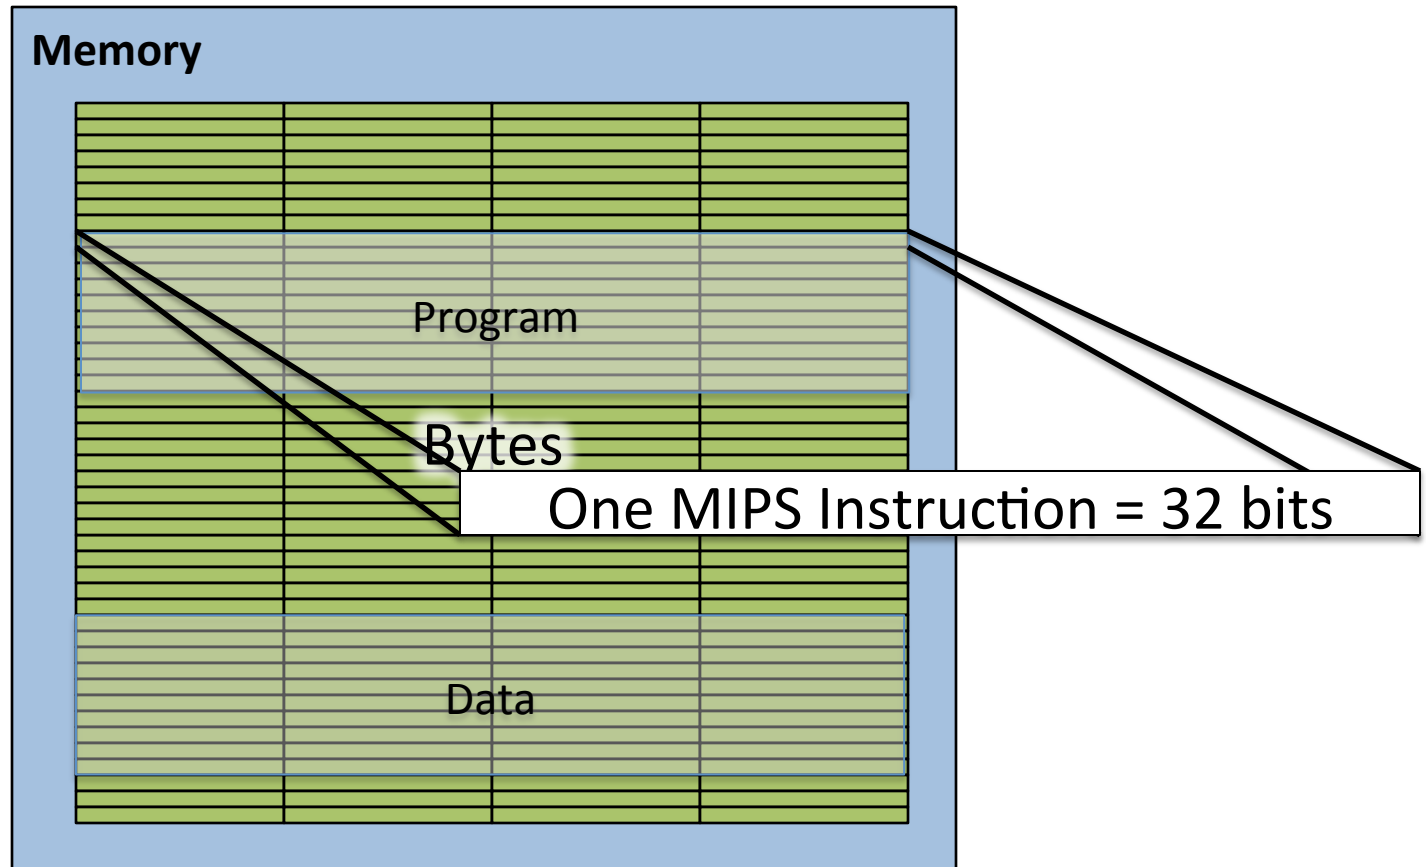 Memory
Program
Bytes
One MIPS Instruction = 32 bits
Data